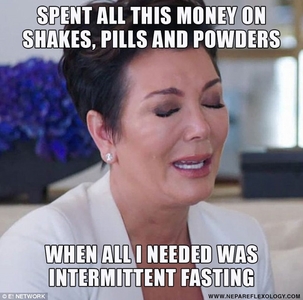 SPENT ALL THIS MONEY ON
SHAKES, PILLS AND POWDERS
WHEN ALL I NEEDED WAS
INTERMITTENT FASTING
© E! NETWORK
WWW.NEPAREFLEXOLOGY.COM